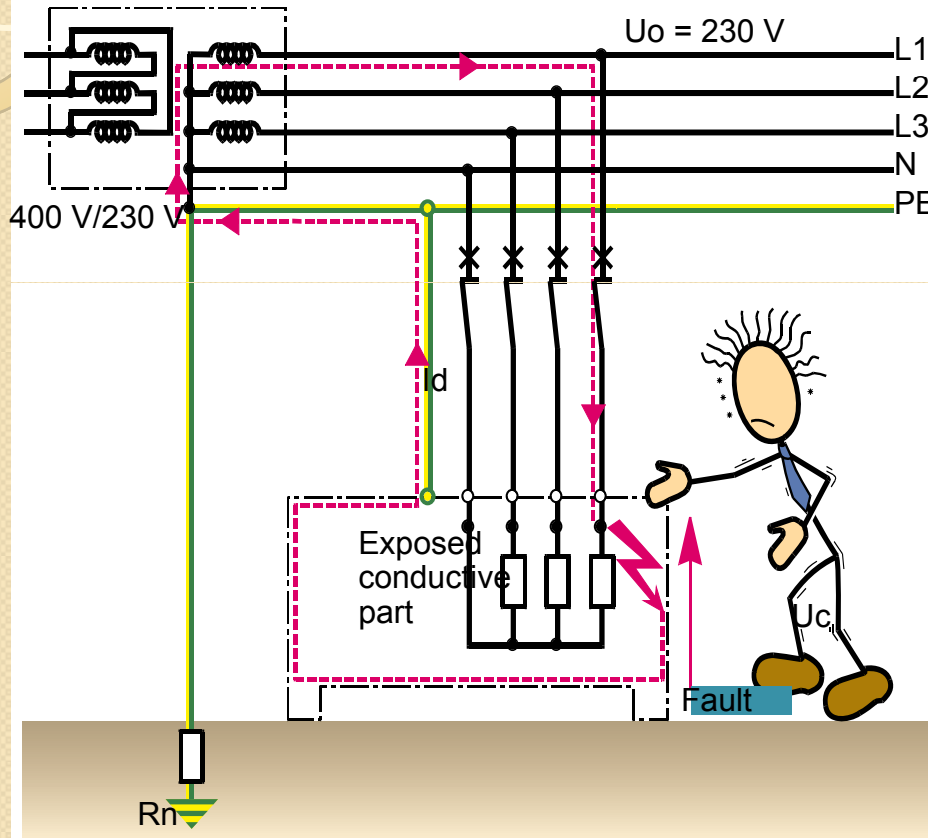 Uo = 230 V
L1
L2
L3
N
400 V/230 V
PE
Id
Exposed
conductive
part
Uc
Fault
Rn